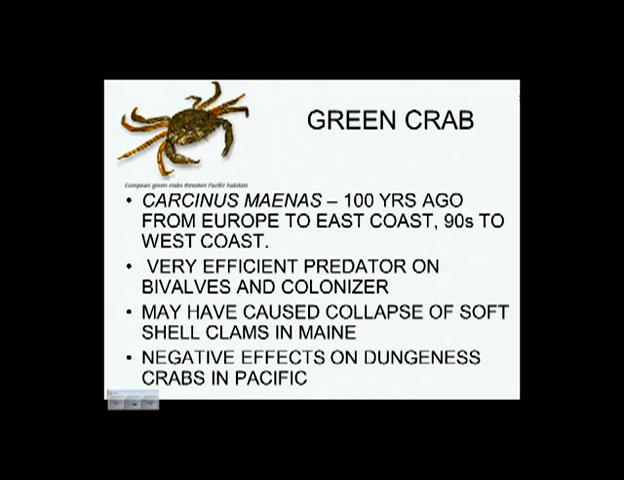 GREEN CRAB
European green crabs threaten Pacific habitats
• CARCINUS MAENAS – 100 YRS AGO
FROM EUROPE TO EAST COAST, 90s TO
WEST COAST.
• VERY EFFICIENT PREDATOR ON
BIVALVES AND COLONIZER
• MAY HAVE CAUSED COLLAPSE OF SOFT
SHELL CLAMS IN MAINE
• NEGATIVE EFFECTS ON DUNGENESS
CRABS IN PACIFIC